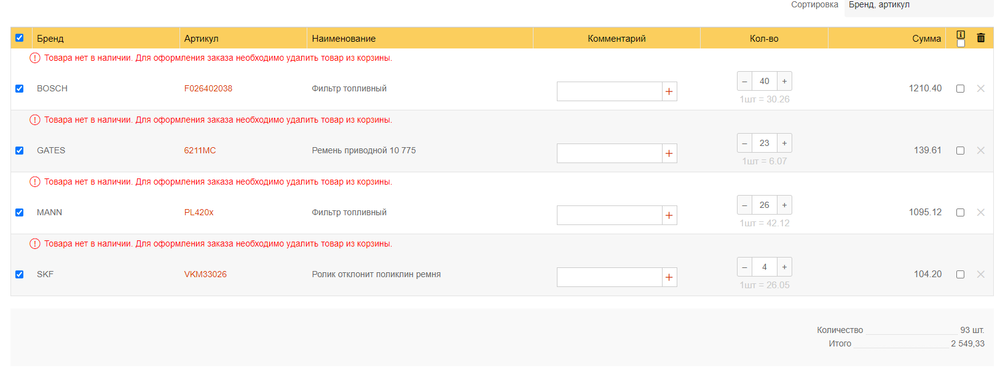 Сортировка Бренд, артикул
Бренд Артикул Наименование Комментарий Кол-во Сумма
Товара нет в наличии. Для оформления заказа необходимо удалить товар из корзины.
BOSCH F026402038 Фильтр топливный + – 40 + 1210.40
1шт = 30.26
Товара нет в наличии. Для оформления заказа необходимо удалить товар из корзины.
GATES 6211MC Ремень приводной 10 775 + – 23 + 139.61
1шт = 6.07
Товара нет в наличии. Для оформления заказа необходимо удалить товар из корзины.
MANN PL420x Фильтр топливный + – 26 + 1095.12
1шт = 42.12
Товара нет в наличии. Для оформления заказа необходимо удалить товар из корзины.
SKF VKM33026 Ролик отклонит поликлин ремня + – 4 + 104.20
1шт = 26.05
Количество 93 шт.
Итого 2 549,33